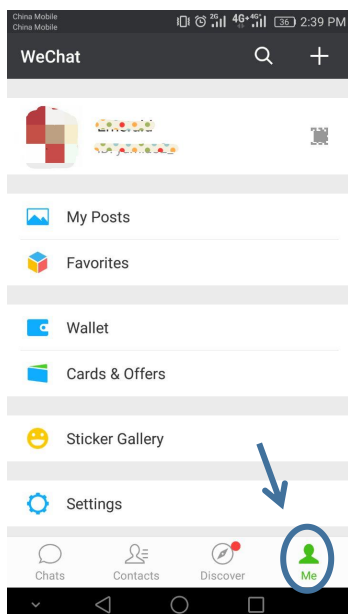 China Mobile
China Mobile
2G 4G+ 4G 36 2:39 PM
WeChat
My Posts
Favorites
Wallet
Cards & Offers
Sticker Gallery
Settings
Chats Contacts Discover Me